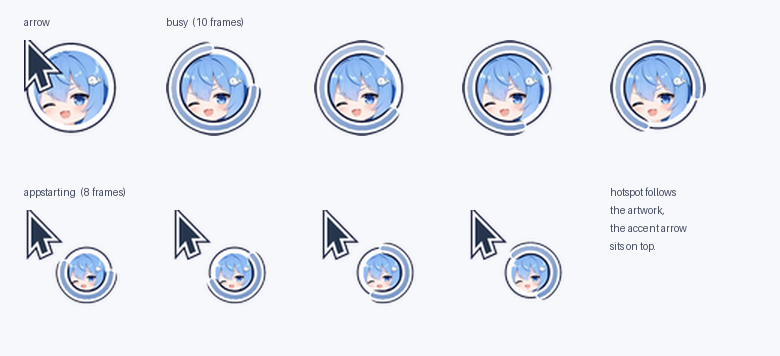 arrow
busy (10 frames)
appstarting (8 frames)
hotspot follows
the artwork,
the accent arrow
sits on top.